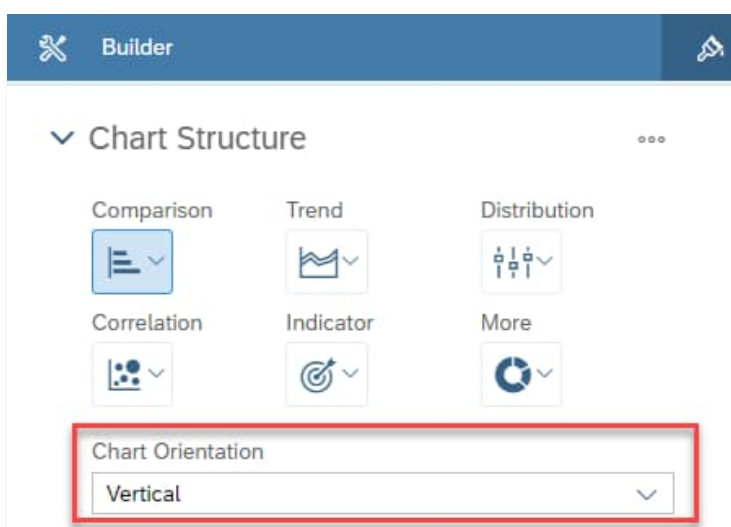 Builder
Chart Structure
Comparison Trend Distribution
Correlation Indicator More
Chart Orientation
Vertical